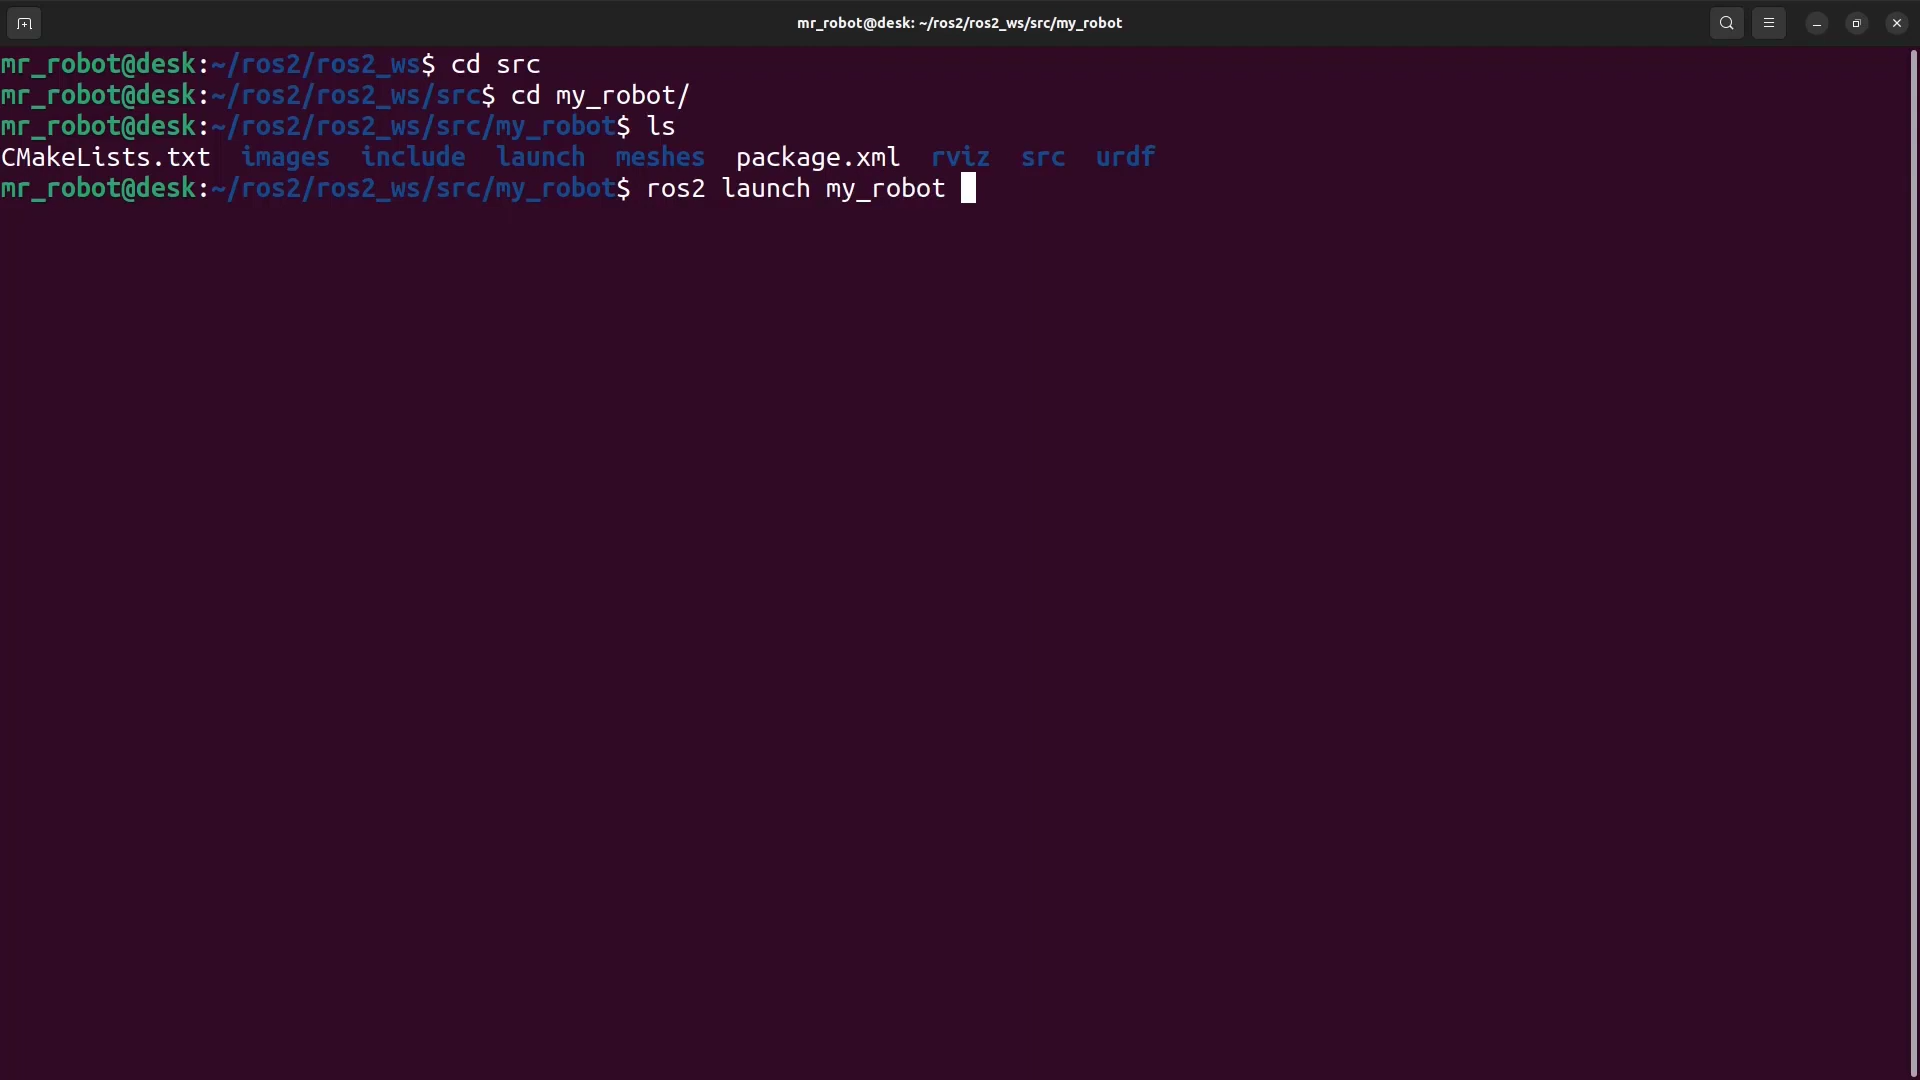 mr_robot@desk: ~/ros2/ros2_ws/src/my_robot
mr_robot@desk:~/ros2/ros2_ws$ cd src
mr_robot@desk:~/ros2/ros2_ws/src$ cd my_robot/
mr_robot@desk:~/ros2/ros2_ws/src/my_robot$ ls
CMakeLists.txt  images  include  launch  meshes  package.xml  rviz  src  urdf
mr_robot@desk:~/ros2/ros2_ws/src/my_robot$ ros2 launch my_robot